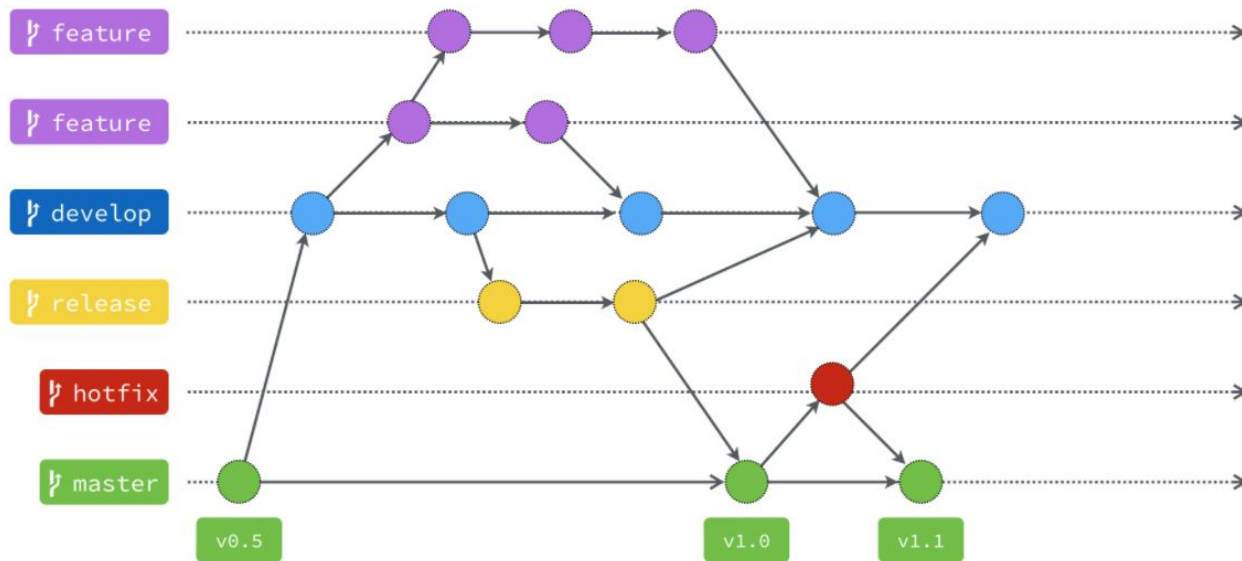 feature
feature
develop
release
hotfix
master
v0.5
v1.0
v1.1